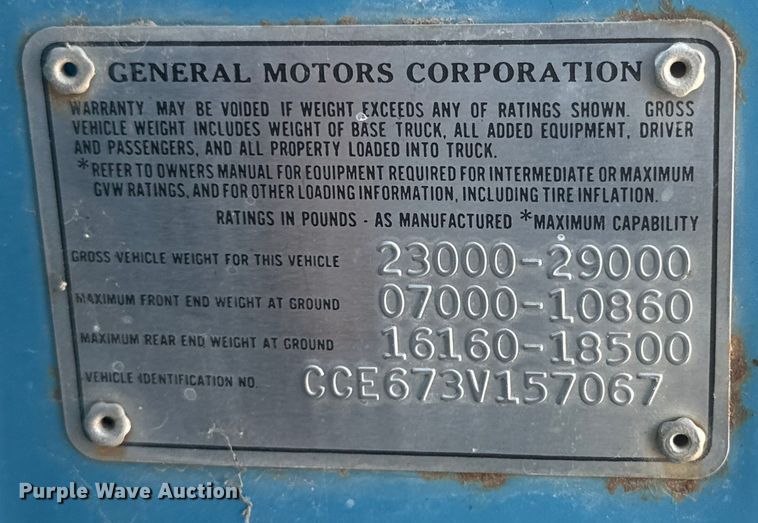 GENERAL MOTORS CORPORATION
WARRANTY MAY BE VOIDED IF WEIGHT EXCEEDS ANY OF RATINGS SHOWN. GROSS
VEHICLE WEIGHT INCLUDES WEIGHT OF BASE TRUCK, ALL ADDED EQUIPMENT, DRIVER
AND PASSENGERS, AND ALL PROPERTY LOADED INTO TRUCK.
*REFER TO OWNERS MANUAL FOR EQUIPMENT REQUIRED FOR INTERMEDIATE OR MAXIMUM
GVW RATINGS, AND FOR OTHER LOADING INFORMATION, INCLUDING TIRE INFLATION.
RATINGS IN POUNDS - AS MANUFACTURED *MAXIMUM CAPABILITY
GROSS VEHICLE WEIGHT FOR THIS VEHICLE 23000-29000
MAXIMUM FRONT END WEIGHT AT GROUND 07000-10860
MAXIMUM REAR END WEIGHT AT GROUND 16160-18500
VEHICLE IDENTIFICATION NO. CCE673V157067
Purple Wave Auction